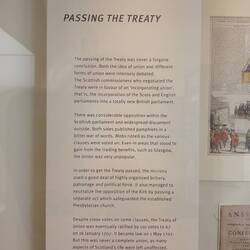 PASSING THE TREATY
The passing of the Treaty was never a forgone
conclusion. Both the idea of union and different
forms of union were intensely debated.
The Scottish commissioners who negotiated the
Treaty were in favour of an 'incorporating union',
that is, the incorporation of the Scots and English
parliaments into a totally new British parliament.
There was considerable opposition within the
Scottish parliament and widespread discontent
outside. Both sides published pamphlets in a
bitter war of words. Mobs rioted as the various
clauses were voted on. Even in areas that stood to
gain from the trading benefits, such as Glasgow,
the Union was very unpopular.
In order to get the Treaty passed, the ministry
used a good deal of highly organised bribery,
patronage and political force. It also managed to
neutralise the opposition of the Kirk by passing a
separate act which safeguarded the established
Presbyterian church.
Despite cross votes on some clauses, the Treaty of
Union was eventually ratified by 110 votes to 67
on 16 January 1707. It became law on 1 May 1707.
But this was never a complete union, as many
aspects of Scotland's life were left unaffected